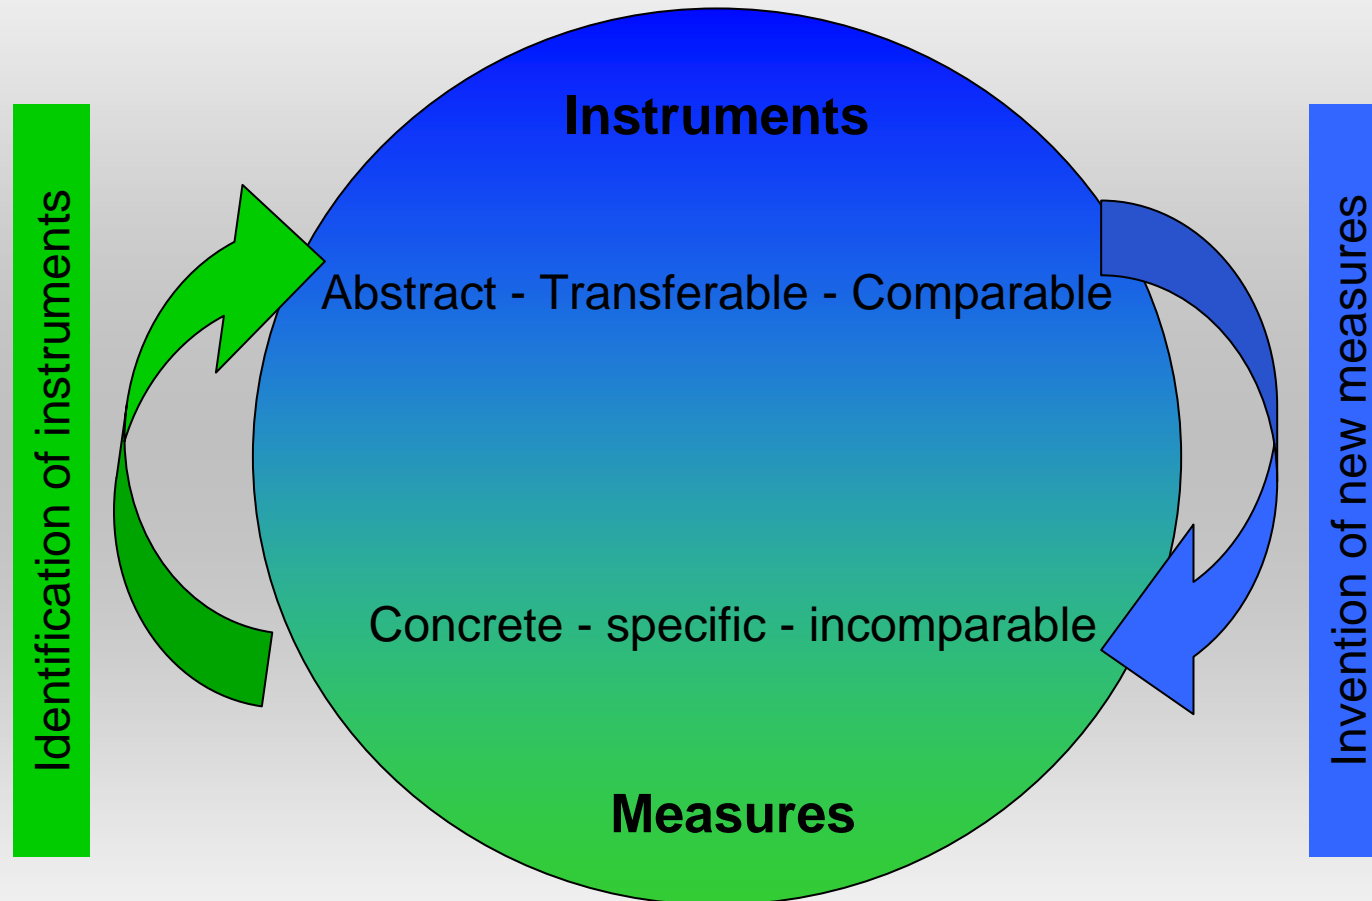 Instruments
Identification of instruments
Abstract - Transferable - Comparable
Invention of new measures
Concrete - specific - incomparable
Measures